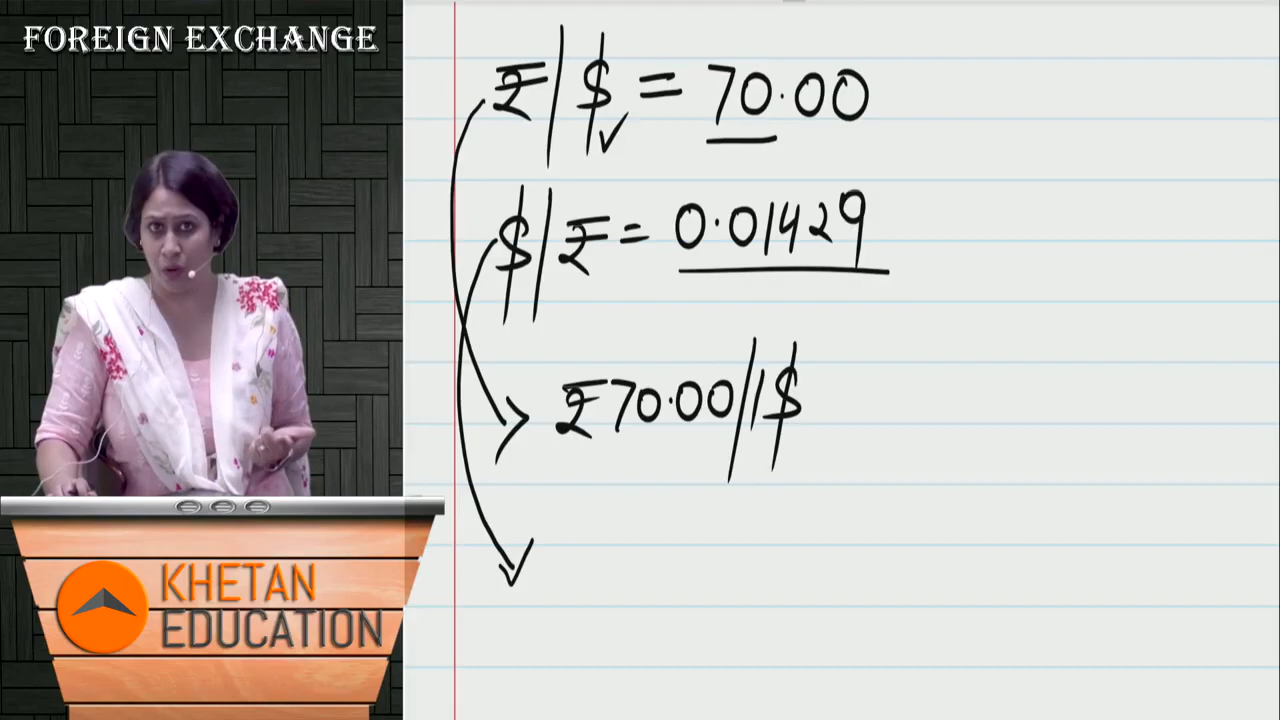 FOREIGN EXCHANGE
₹/$ = 70.00
$/₹ = 0.01429
₹70.00/1$
KHETAN
EDUCATION